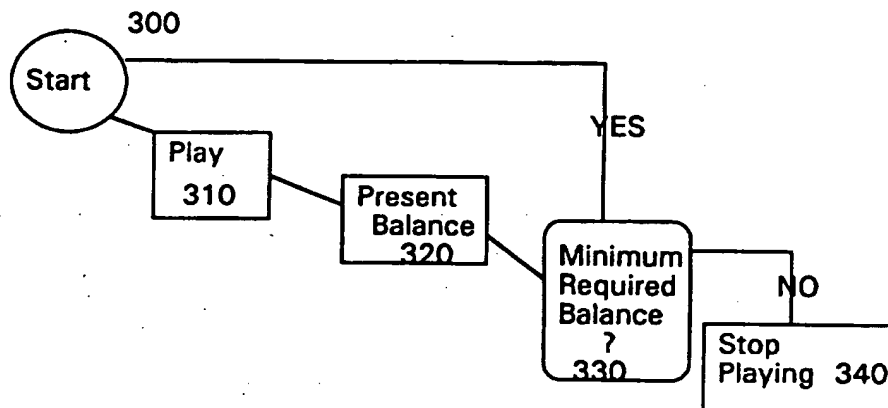 300
Start
YES
Play
310
Present
Balance
320
Minimum
Required
Balance
?
330
NO
Stop
Playing 340